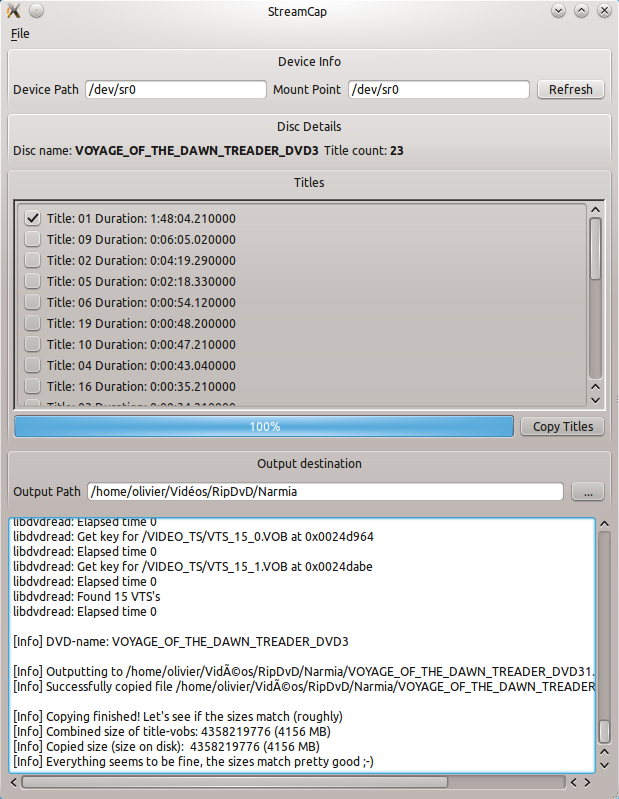 StreamCap
File
Device Info
Device Path /dev/sr0 Mount Point /dev/sr0 Refresh
Disc Details
Disc name: VOYAGE_OF_THE_DAWN_TREADER_DVD3 Title count: 23
Titles
Title: 01 Duration: 1:48:04.210000
Title: 09 Duration: 0:06:05.020000
Title: 02 Duration: 0:04:19.290000
Title: 05 Duration: 0:02:18.330000
Title: 06 Duration: 0:00:54.120000
Title: 19 Duration: 0:00:48.200000
Title: 10 Duration: 0:00:47.210000
Title: 04 Duration: 0:00:43.040000
Title: 16 Duration: 0:00:35.210000
Title: 03 Duration: 0:00:34.210000
100% Copy Titles
Output destination
Output Path /home/olivier/Vidéos/RipDvD/Narmia ...
libdvdread: Elapsed time 0
libdvdread: Get key for /VIDEO_TS/VTS_15_0.VOB at 0x0024d964
libdvdread: Elapsed time 0
libdvdread: Get key for /VIDEO_TS/VTS_15_1.VOB at 0x0024dabe
libdvdread: Elapsed time 0
libdvdread: Found 15 VTS's
libdvdread: Elapsed time 0
[Info] DVD-name: VOYAGE_OF_THE_DAWN_TREADER_DVD3
[Info] Outputting to /home/olivier/VidÃ©os/RipDvD/Narmia/VOYAGE_OF_THE_DAWN_TREADER_DVD31.
[Info] Successfully copied file /home/olivier/VidÃ©os/RipDvD/Narmia/VOYAGE_OF_THE_DAWN_TREADER
[Info] Copying finished! Let's see if the sizes match (roughly)
[Info] Combined size of title-vobs: 4358219776 (4156 MB)
[Info] Copied size (size on disk): 4358219776 (4156 MB)
[Info] Everything seems to be fine, the sizes match pretty good ;-)